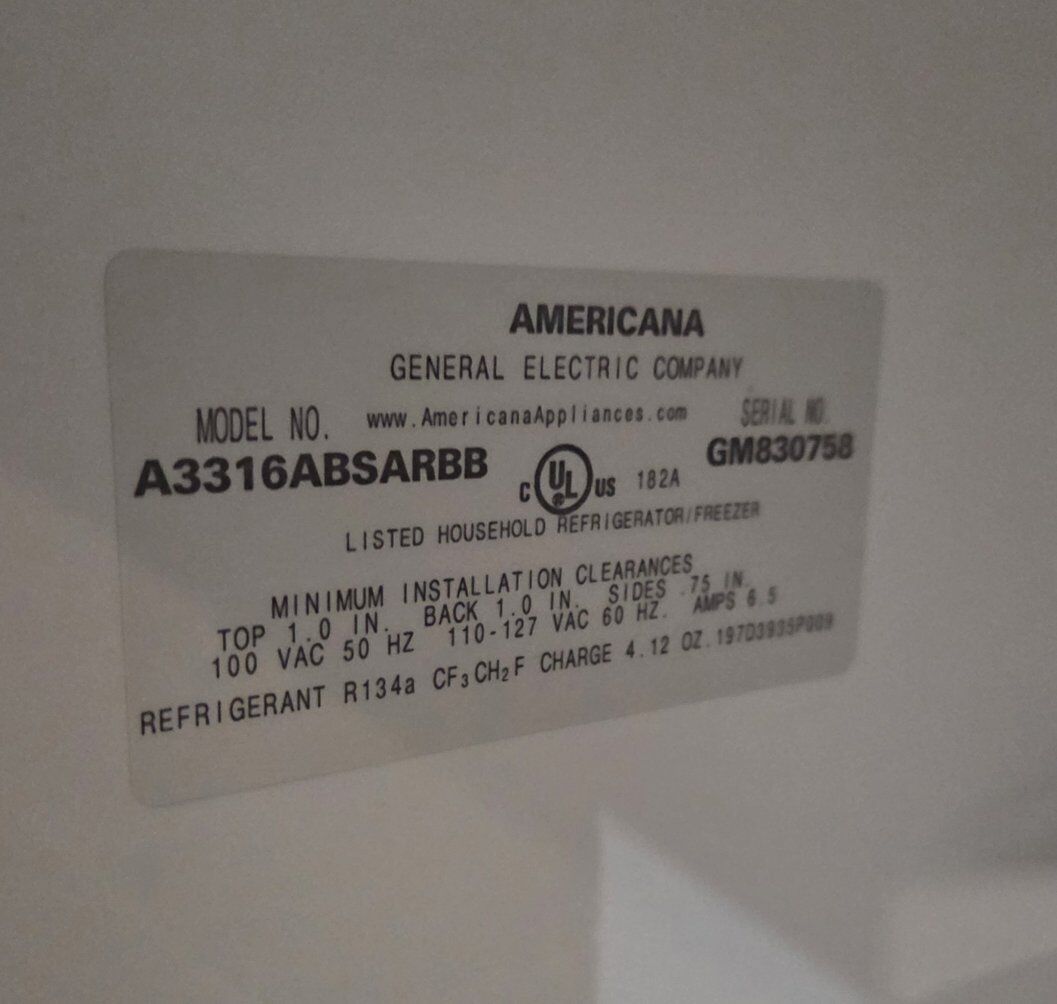 AMERICANA
GENERAL ELECTRIC COMPANY
MODEL NO. www.AmericanaAppliances.com SERIAL NO.
A3316ABSARBB GM830758
C UL ® US 182A
LISTED HOUSEHOLD REFRIGERATOR/FREEZER
MINIMUM INSTALLATION CLEARANCES
TOP 1.0 IN. BACK 1.0 IN. SIDES .75 IN.
100 VAC 50 HZ 110-127 VAC 60 HZ. AMPS 6.5
REFRIGERANT R134a CF₃CH₂F CHARGE 4.12 OZ.197D3935P009